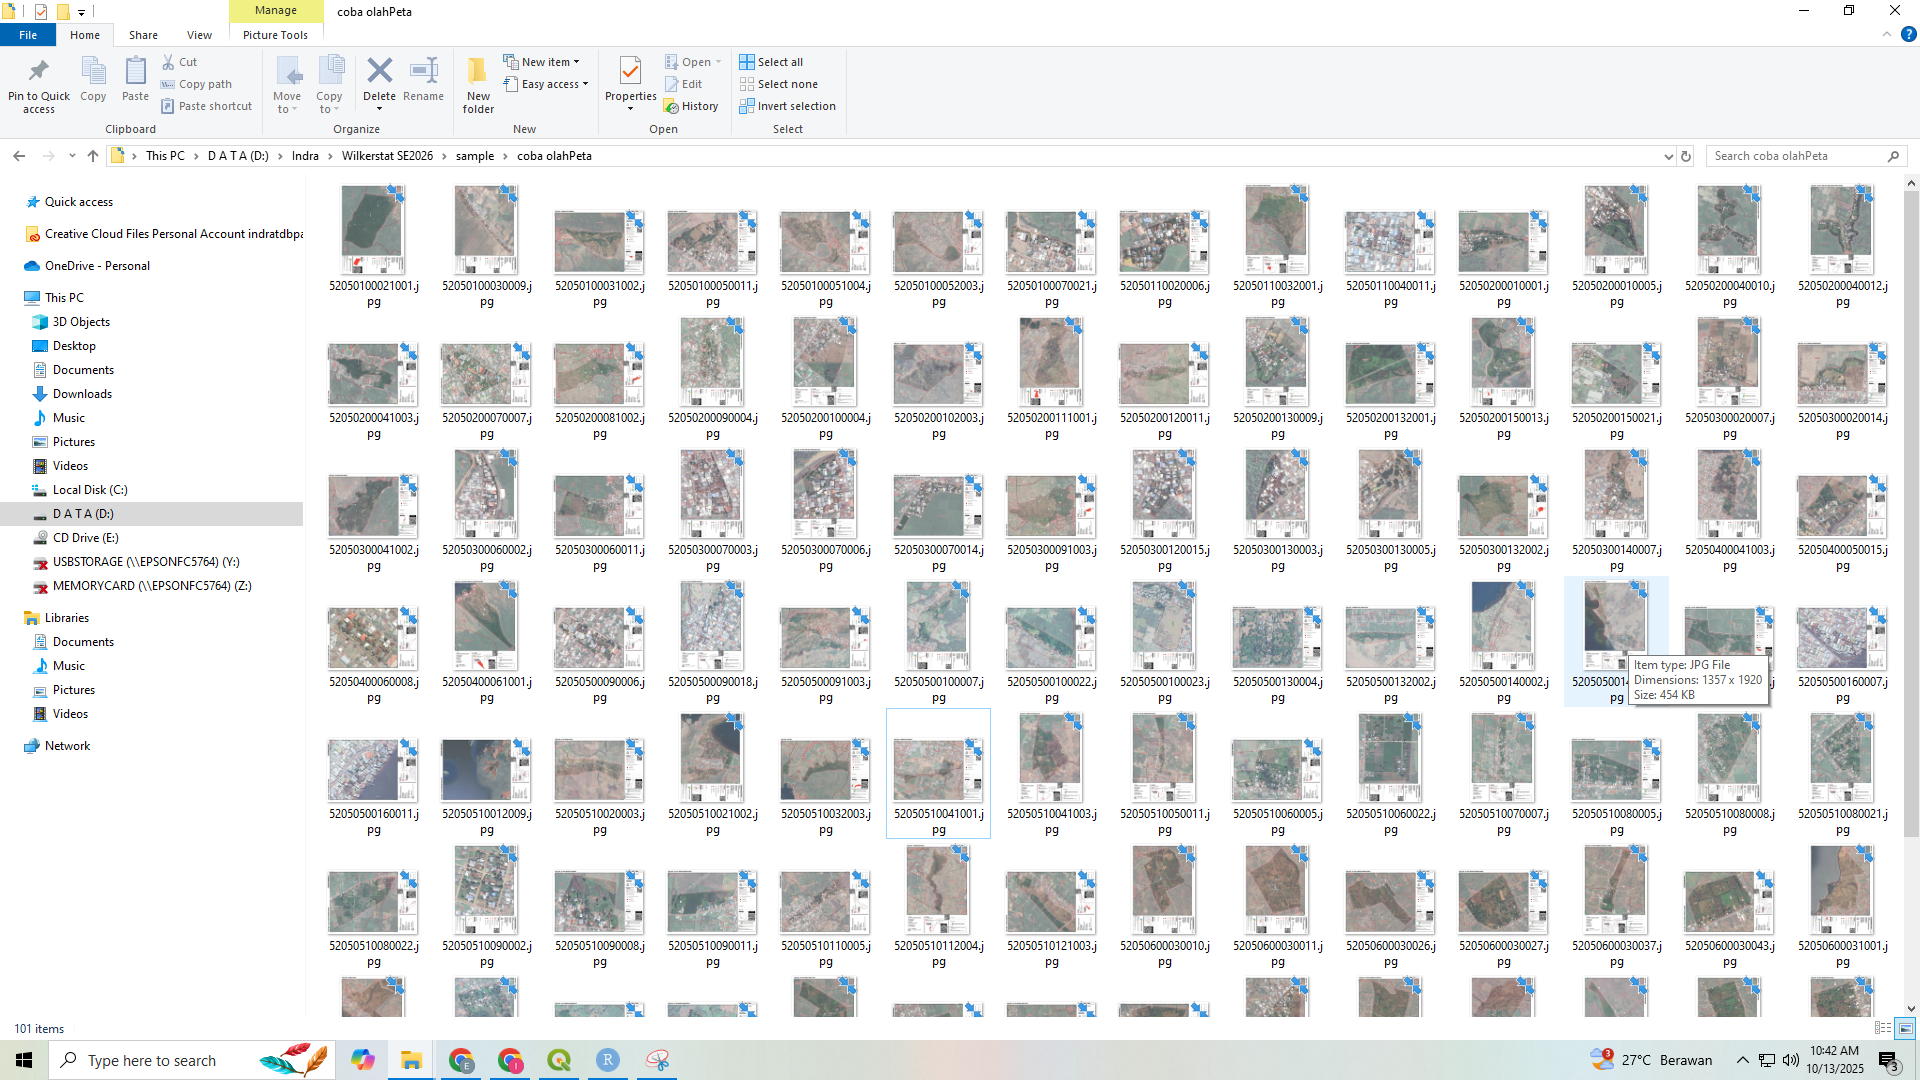 Manage
coba olahPeta
File
Home
Share
View
Picture Tools
Pin to Quick access
Copy
Paste
Cut
Copy path
Paste shortcut
Clipboard
Move to
Copy to
Delete
Rename
Organize
New folder
New item
Easy access
New
Properties
Open
Edit
History
Open
Select all
Select none
Invert selection
Select
This PC > D A T A (D:) > Indra > Wilkerstat SE2026 > sample > coba olahPeta
Search coba olahPeta
Quick access
Creative Cloud Files Personal Account indratdbpa
OneDrive - Personal
This PC
3D Objects
Desktop
Documents
Downloads
Music
Pictures
Videos
Local Disk (C:)
D A T A (D:)
CD Drive (E:)
USBSTORAGE (\\EPSONFC5764) (Y:)
MEMORYCARD (\\EPSONFC5764) (Z:)
Libraries
Documents
Music
Pictures
Videos
Network
52050100021001.jpg
52050100030009.jpg
52050100031002.jpg
52050100050011.jpg
52050100051004.jpg
52050100052003.jpg
52050100070021.jpg
52050110020006.jpg
52050110032001.jpg
52050110040011.jpg
52050200010001.jpg
52050200010005.jpg
52050200040010.jpg
52050200040012.jpg
52050200041003.jpg
52050200070007.jpg
52050200081002.jpg
52050200090004.jpg
52050200100004.jpg
52050200102003.jpg
52050200111001.jpg
52050200120011.jpg
52050200130009.jpg
52050200132001.jpg
52050200150013.jpg
52050200150021.jpg
52050300020007.jpg
52050300020014.jpg
52050300041002.jpg
52050300060002.jpg
52050300060011.jpg
52050300070003.jpg
52050300070006.jpg
52050300070014.jpg
52050300091003.jpg
52050300120015.jpg
52050300130003.jpg
52050300130005.jpg
52050300132002.jpg
52050300140007.jpg
52050400041003.jpg
52050400050015.jpg
52050400060008.jpg
52050400061001.jpg
52050500090006.jpg
52050500090018.jpg
52050500091003.jpg
52050500100007.jpg
52050500100022.jpg
52050500100023.jpg
52050500130004.jpg
52050500132002.jpg
52050500140002.jpg
Item type: JPG File
Dimensions: 1357 x 1920
Size: 454 KB
52050500160007.jpg
52050500160011.jpg
52050510012009.jpg
52050510020003.jpg
52050510021002.jpg
52050510032003.jpg
52050510041001.jpg
52050510041003.jpg
52050510050011.jpg
52050510060005.jpg
52050510060022.jpg
52050510070007.jpg
52050510080005.jpg
52050510080008.jpg
52050510080021.jpg
52050510080022.jpg
52050510090002.jpg
52050510090008.jpg
52050510090011.jpg
52050510110005.jpg
52050510112004.jpg
52050510121003.jpg
52050600030010.jpg
52050600030011.jpg
52050600030026.jpg
52050600030027.jpg
52050600030037.jpg
52050600030043.jpg
52050600031001.jpg
101 items
Type here to search
3
27°C Berawan
10:42 AM
10/13/2025
3